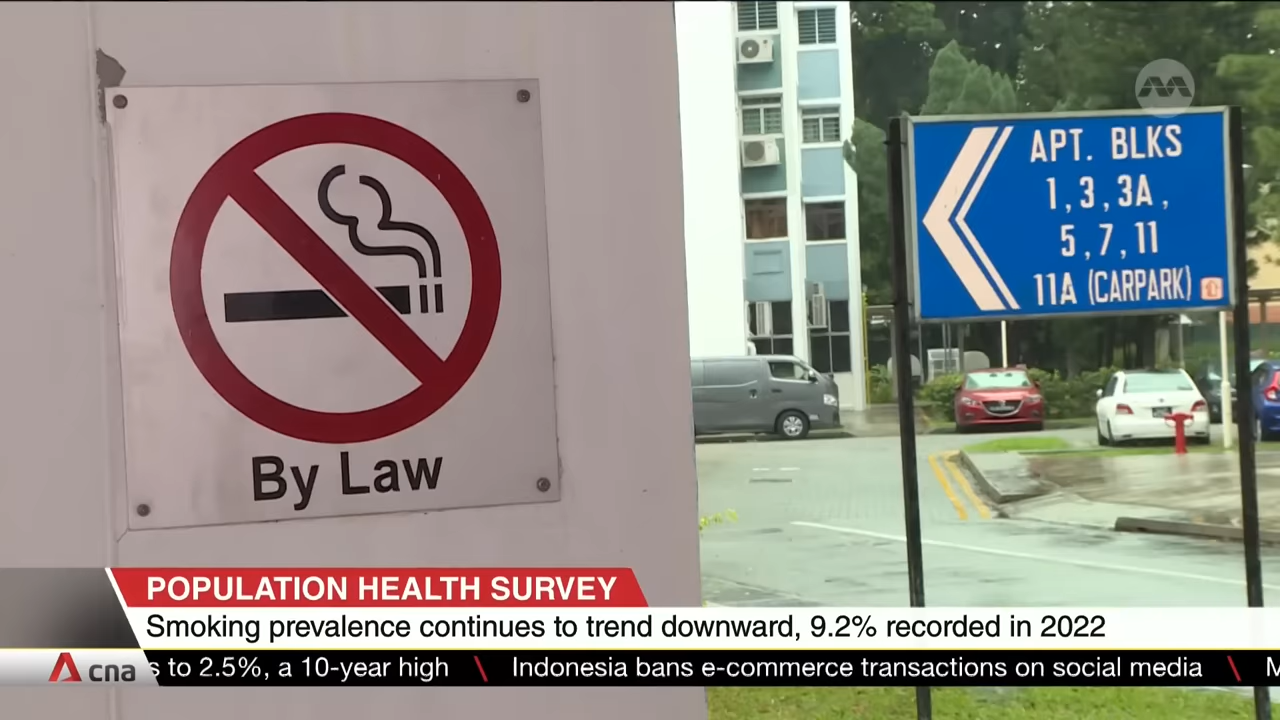 By Law
APT. BLKS
1, 3, 3A,
5, 7, 11
11A (CARPARK)
POPULATION HEALTH SURVEY
Smoking prevalence continues to trend downward, 9.2% recorded in 2022
cna
to 2.5%, a 10-year high \ Indonesia bans e-commerce transactions on social media \